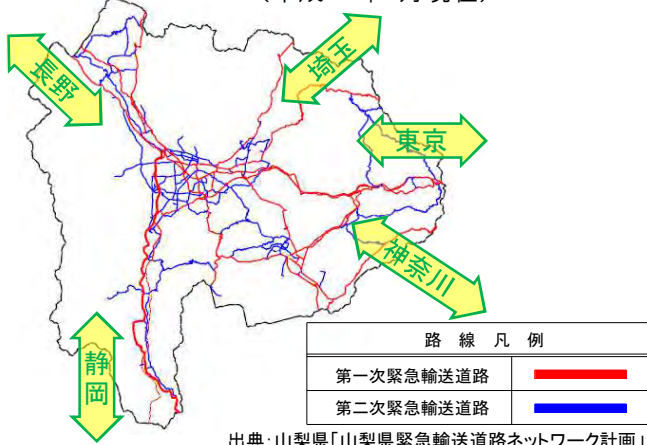 長野
埼玉
東京
神奈川
静岡
路 線 凡 例
第一次緊急輸送道路
第二次緊急輸送道路
出典:山梨県「山梨県緊急輸送道路ネットワーク計画」